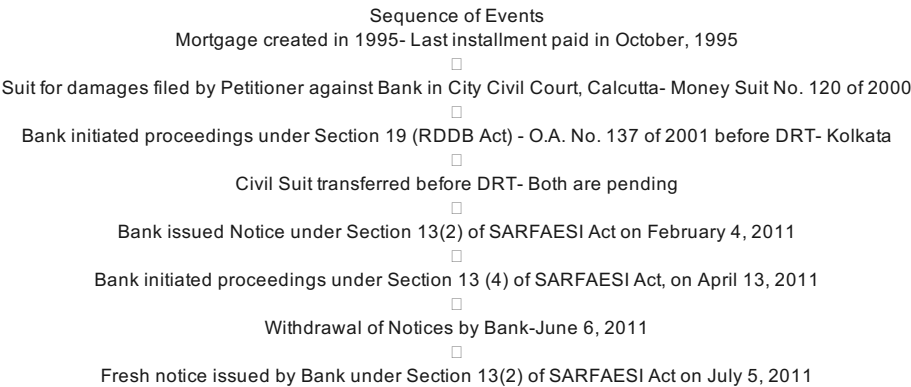 Sequence of Events
Mortgage created in 1995- Last installment paid in October, 1995
Suit for damages filed by Petitioner against Bank in City Civil Court, Calcutta- Money Suit No. 120 of 2000
Bank initiated proceedings under Section 19 (RDDB Act) - O.A. No. 137 of 2001 before DRT- Kolkata
Civil Suit transferred before DRT- Both are pending
Bank issued Notice under Section 13(2) of SARFAESI Act on February 4, 2011
Bank initiated proceedings under Section 13 (4) of SARFAESI Act, on April 13, 2011
Withdrawal of Notices by Bank-June 6, 2011
Fresh notice issued by Bank under Section 13(2) of SARFAESI Act on July 5, 2011